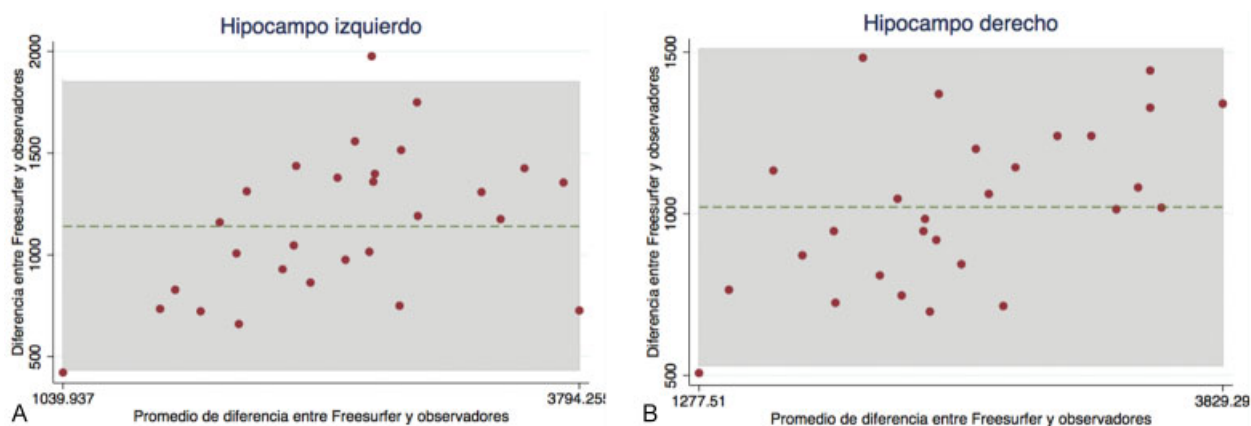 Hipocampo izquierdo
Diferencia entre Freesurfer y observadores
2000
1500
1000
500
1039.937
3794.255
Promedio de diferencia entre Freesurfer y observadores
A
Hipocampo derecho
Diferencia entre Freesurfer y observadores
1500
1000
500
1277.51
3829.29
Promedio de diferencia entre Freesurfer y observadores
B